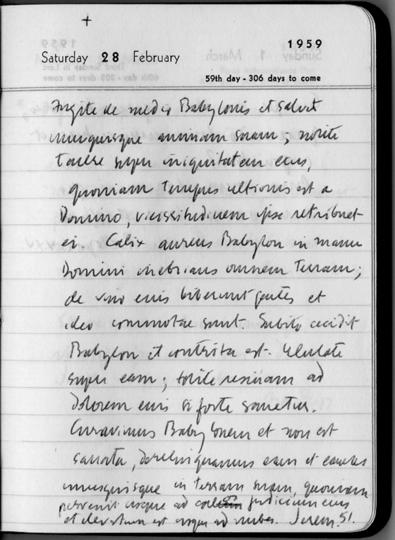 +
1959
Saturday 28 February
59th day - 306 days to come
Fugite de medio Babylonis et salvet
unusquisque animam suam; nolite
tacere super iniquitatem eius,
quoniam tempus ultionis est a
Domino, vicissitudinem ipse retribuet
ei. Calix aureus Babylon in manu
Domini inebrians omnem terram;
de vino eius biberunt gentes et
ideo commotae sunt. Subito cecidit
Babylon et contrita est. Ululate
super eam; tollite resinam ad
dolorem eius si forte sanetur.
Curavimus Babylonem et non est
sanata, derelinquamus eam et eamus
unusquisque in terram suam, quoniam
pervenit usque ad judicium eius
et elevatum est usque ad nubes. Jerem. 51.